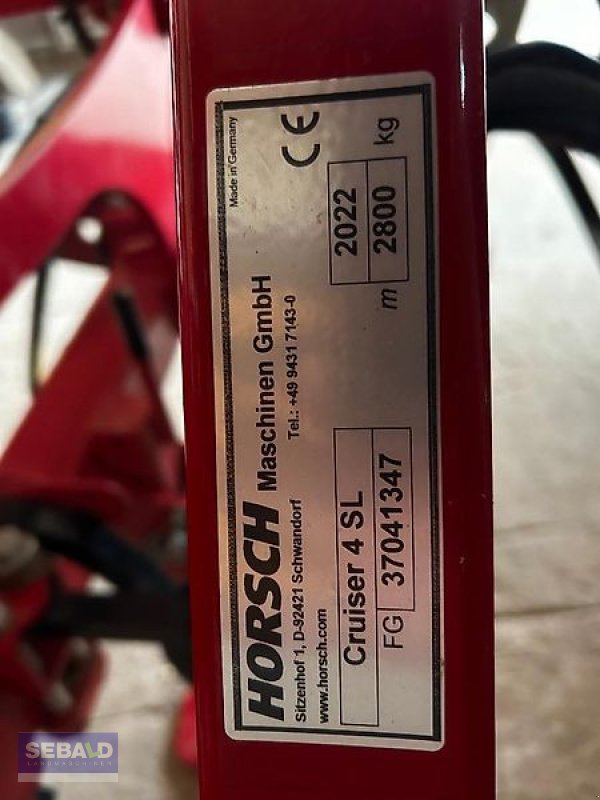 HORSCH Maschinen GmbH
Made in Germany
Sitzenhof 1, D-92421 Schwandorf Tel.: +49 9431 7143-0
www.horsch.com
CE
Cruiser 4 SL 2022
FG 37041347 m 2800 kg
SEBALD
LANDMASCHINEN